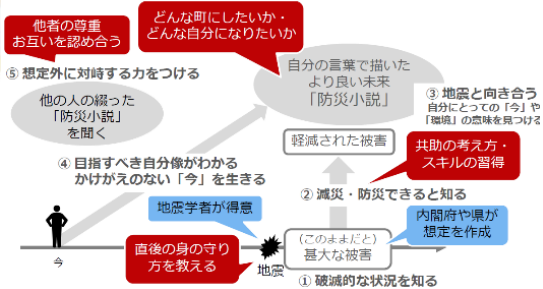 他者の尊重
お互いを認め合う
どんな町にしたいか・
どんな自分になりたいか
⑤ 想定外に対峙する力をつける
他の人の綴った
「防災小説」
を聞く
自分の言葉で描いた
より良い未来
「防災小説」
③ 地震と向き合う
自分にとっての「今」や
「環境」の意味を見つける
軽減された被害
共助の考え方・
スキルの習得
④ 目指すべき自分像がわかる
かけがえのない「今」を生きる
② 減災・防災できると知る
地震学者が得意
内閣府や県が
想定を作成
(このままだと)
甚大な被害
今
直後の身の守り
方を教える
地震
① 破滅的な状況を知る